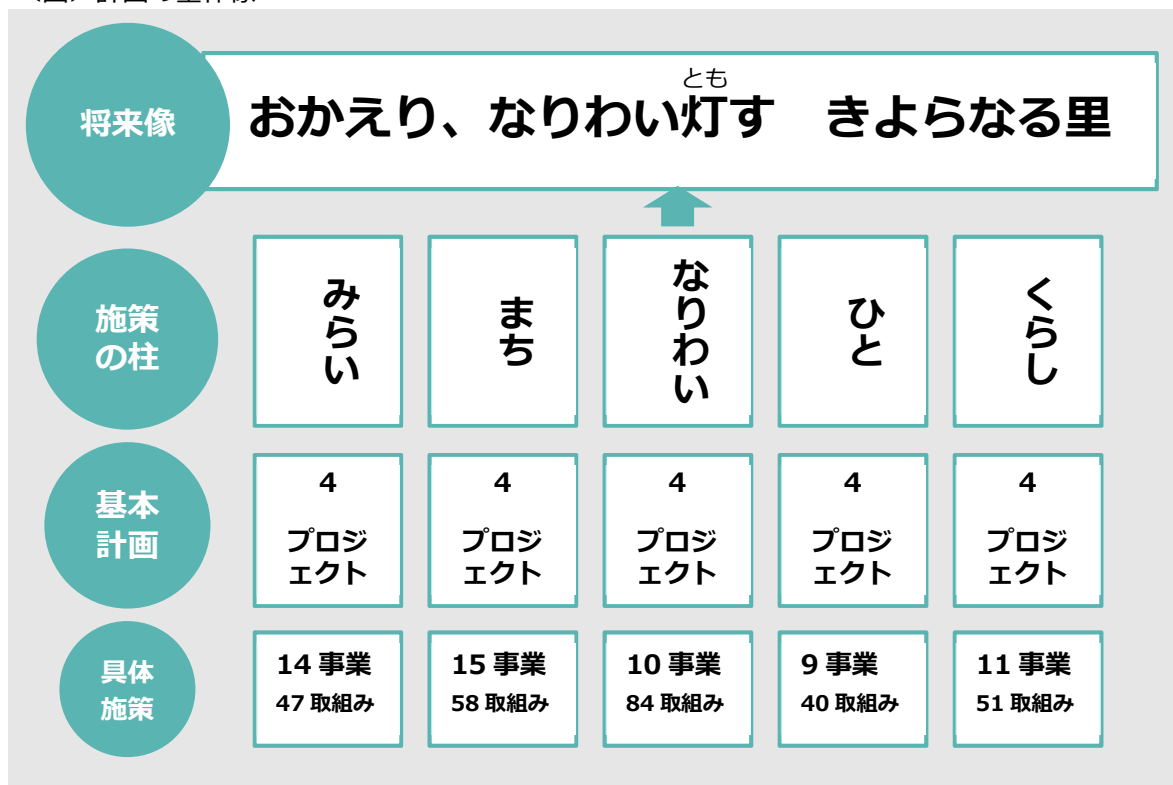 将来像
とも
おかえり、なりわい灯す　きよらなる里
施策
の柱
みらい
まち
なりわい
ひと
くらし
基本
計画
4
プロジ
ェクト
4
プロジ
ェクト
4
プロジ
ェクト
4
プロジ
ェクト
4
プロジ
ェクト
具体
施策
14 事業
47 取組み
15 事業
58 取組み
10 事業
84 取組み
9 事業
40 取組み
11 事業
51 取組み